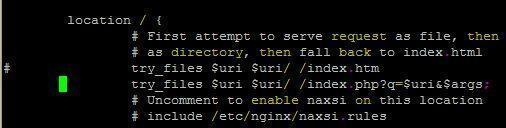 location / {
# First attempt to serve request as file, then
# as directory, then fall back to index.html
# try_files $uri $uri/ /index.htm
try_files $uri $uri/ /index.php?q=$uri&$args;
# Uncomment to enable naxsi on this location
# include /etc/nginx/naxsi.rules